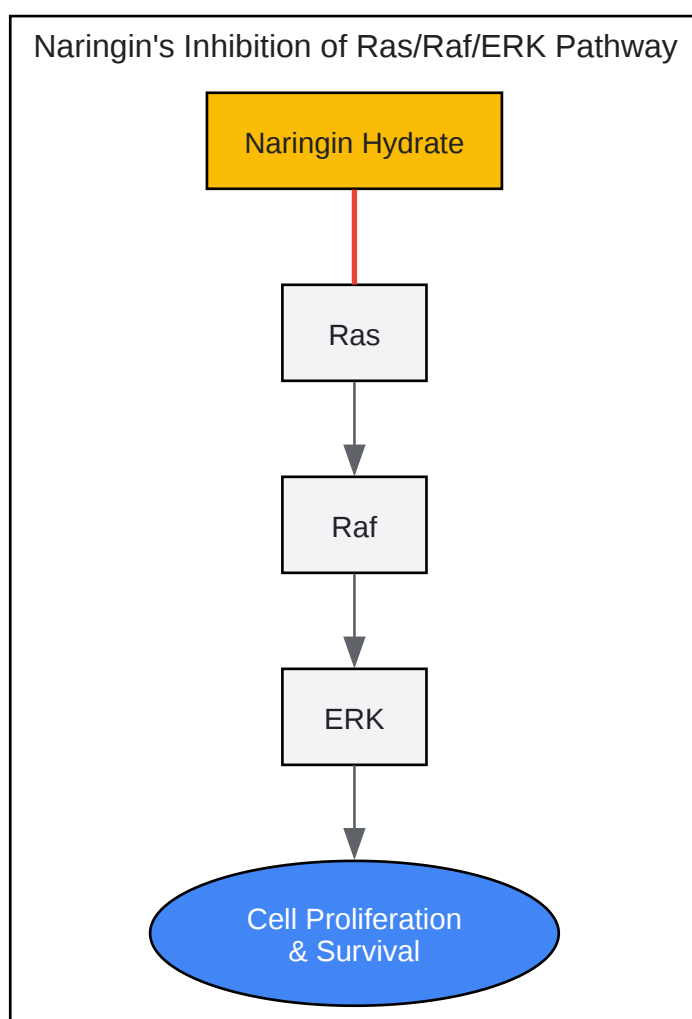 Naringin's Inhibition of Ras/Raf/ERK Pathway
Naringin Hydrate
Ras
Raf
ERK
Cell Proliferation
& Survival